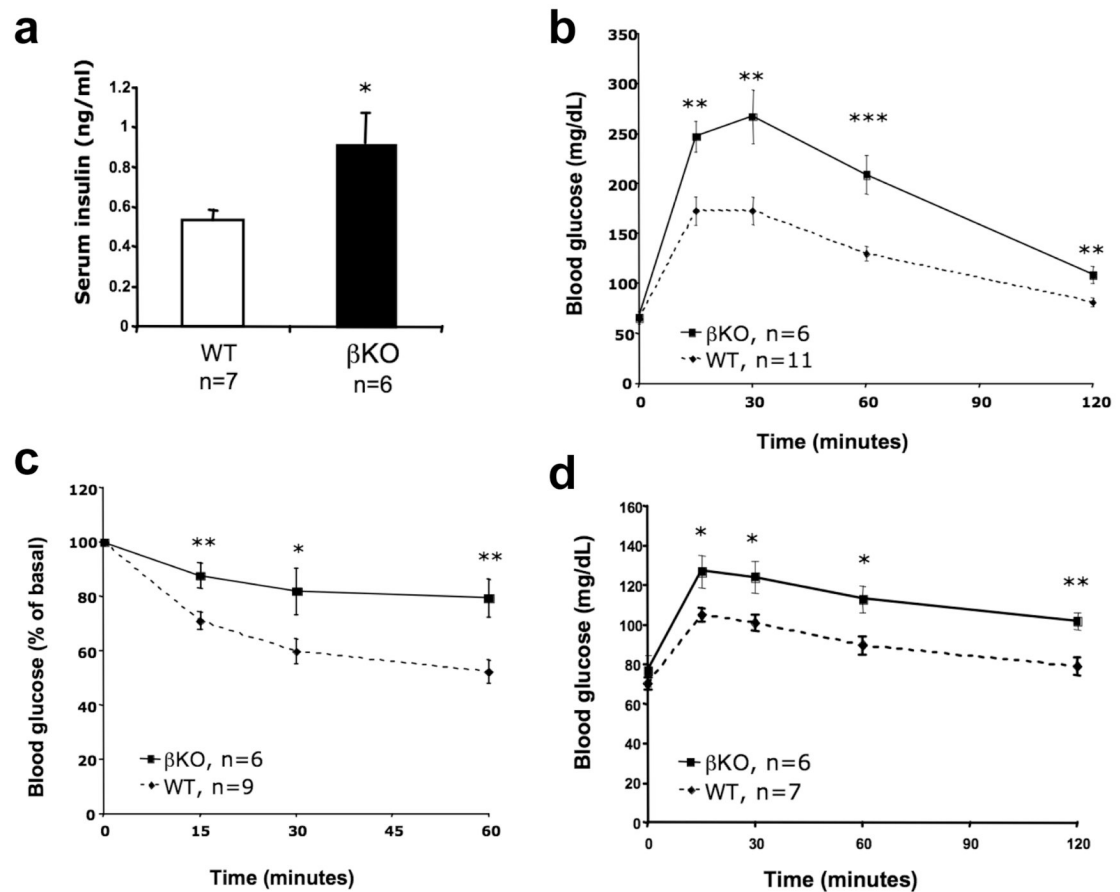 a
Serum insulin (ng/ml)
1.2
1
0.8
0.6
0.4
0.2
0
*
WT
n=7
βKO
n=6
b
Blood glucose (mg/dL)
350
300
250
200
150
100
50
0
**
**
***
**
βKO, n=6
WT, n=11
0 30 60 90 120
Time (minutes)
c
Blood glucose (% of basal)
120
100
80
60
40
20
0
**
*
**
βKO, n=6
WT, n=9
0 15 30 45 60
Time (minutes)
d
Blood glucose (mg/dL)
160
140
120
100
80
60
40
20
0
*
*
*
**
βKO, n=6
WT, n=7
0 30 60 90 120
Time (minutes)